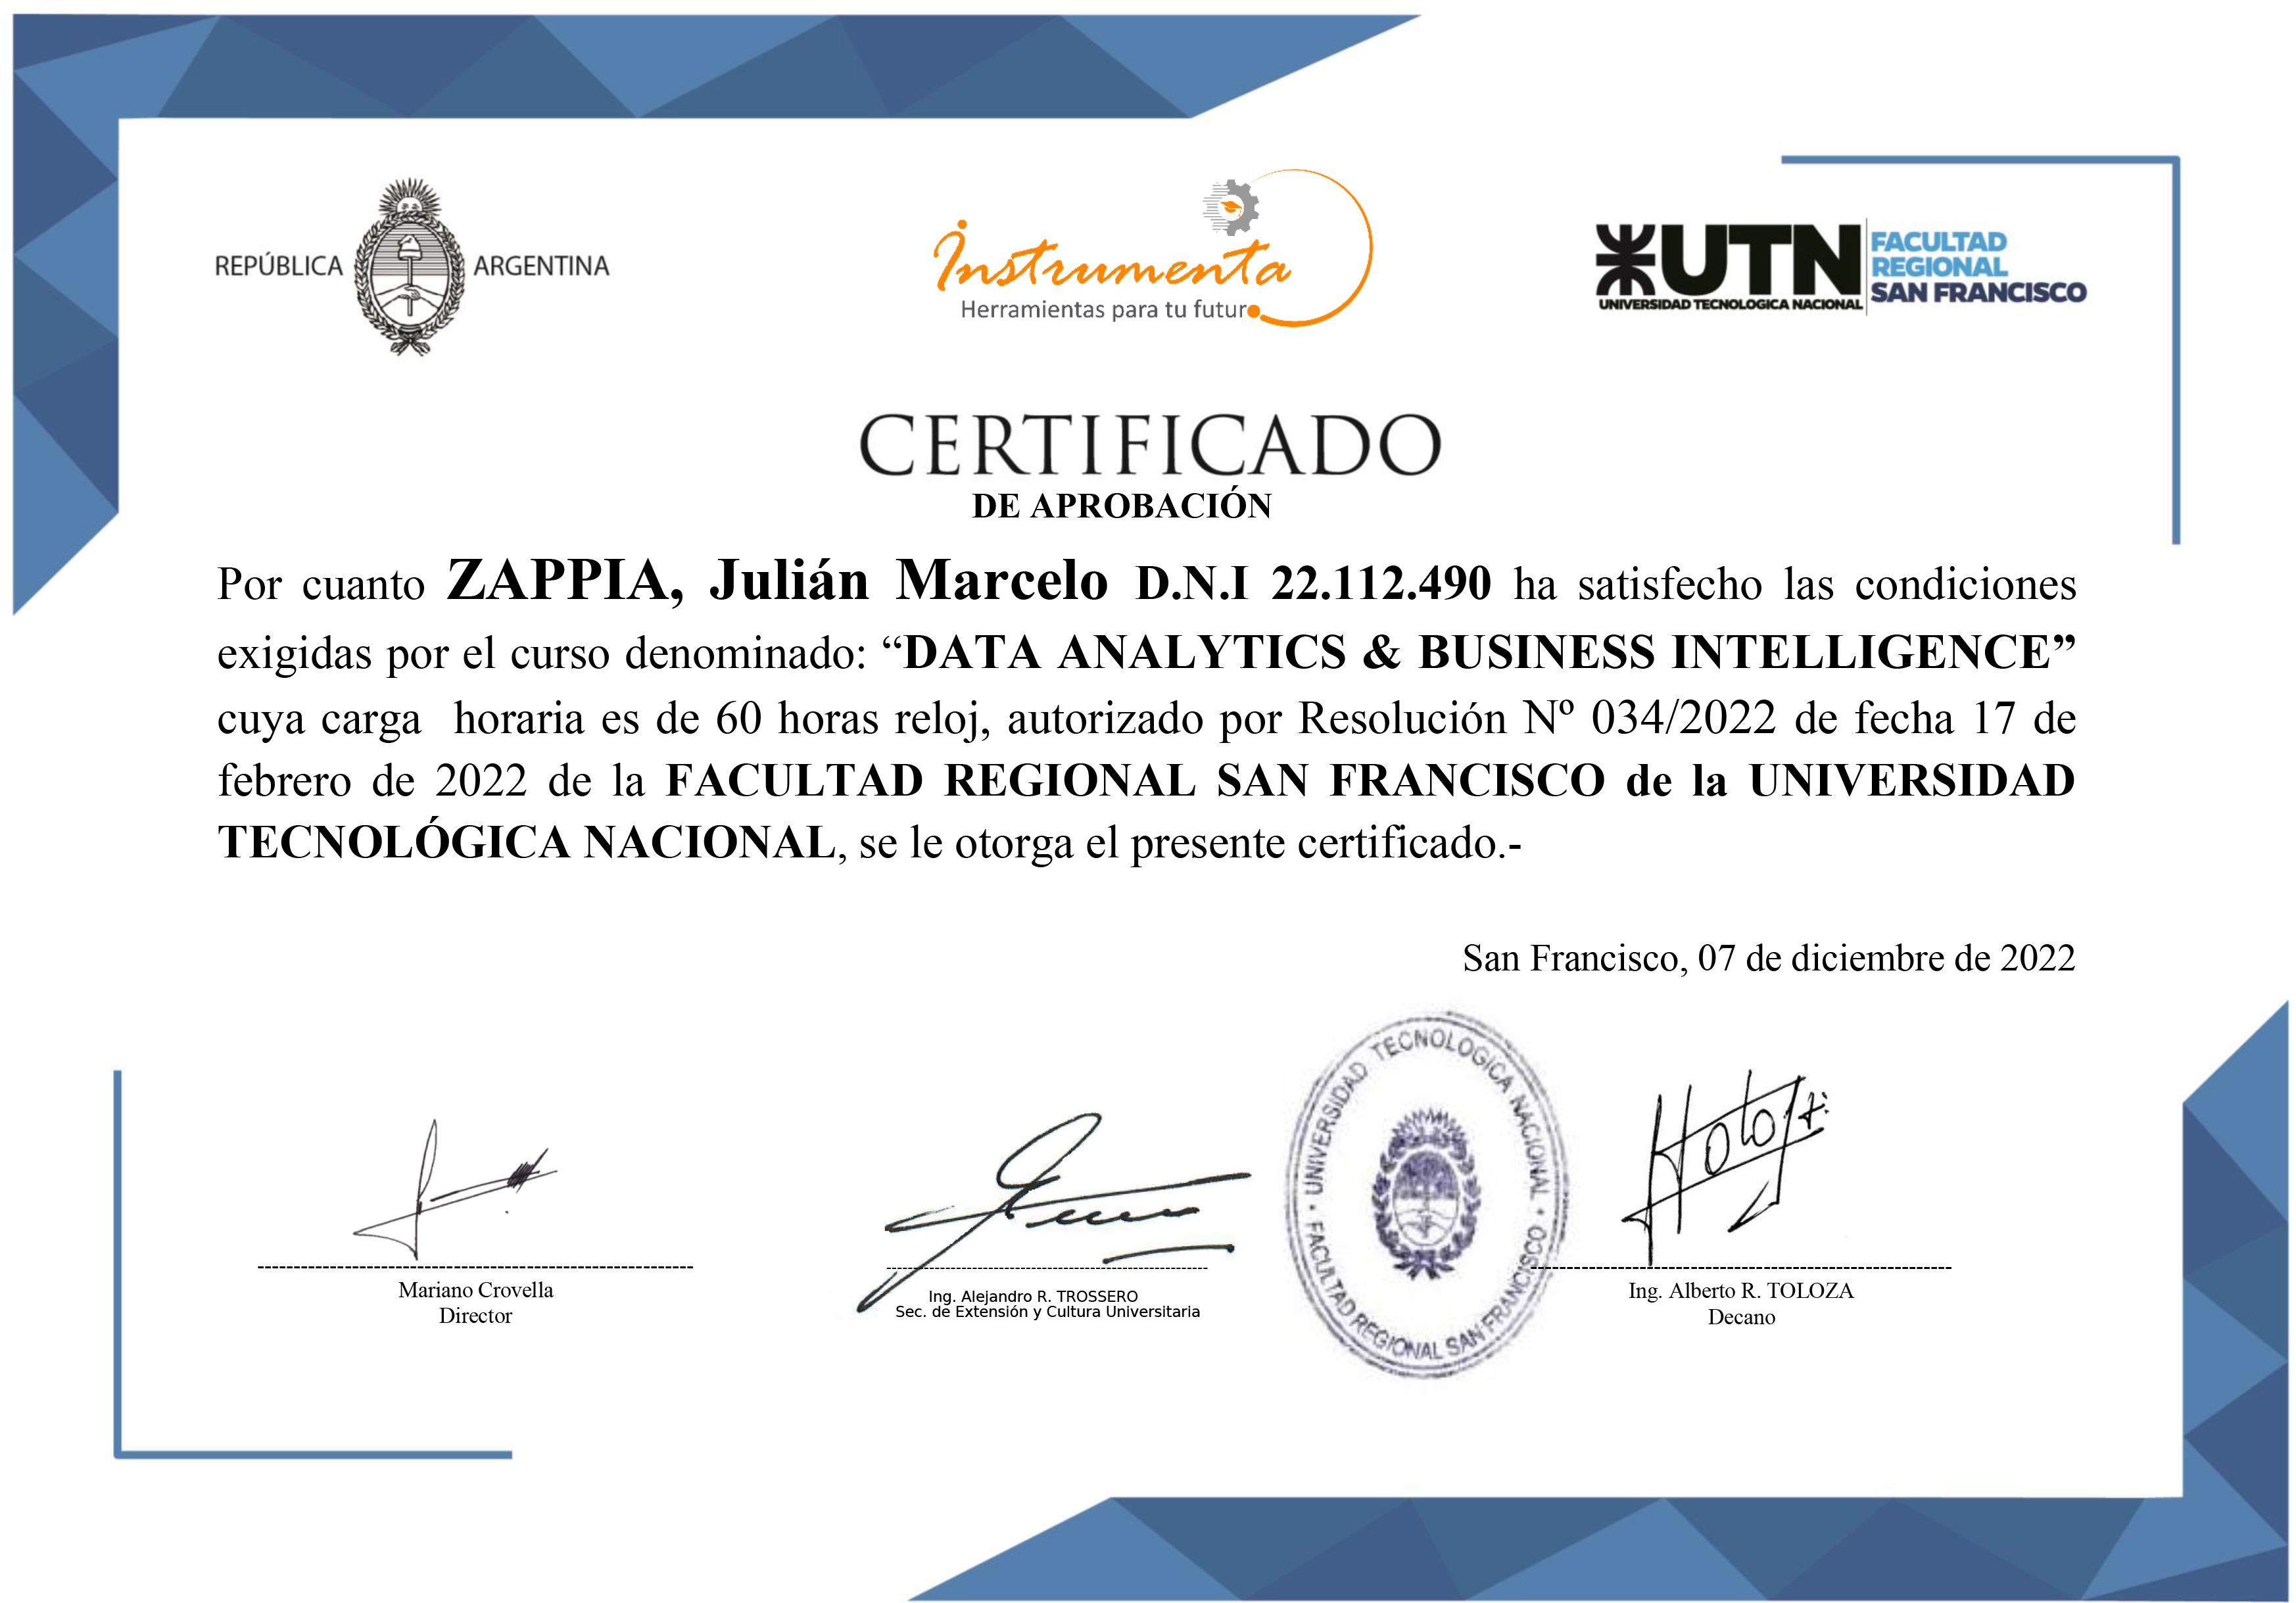 REPÚBLICA ARGENTINA
instrumenta
Herramientas para tu futuro
UTN
UNIVERSIDAD TECNOLOGICA NACIONAL
FACULTAD
REGIONAL
SAN FRANCISCO
CERTIFICADO
DE APROBACIÓN
Por cuanto ZAPPIA, Julián Marcelo D.N.I 22.112.490 ha satisfecho las condiciones
exigidas por el curso denominado: “DATA ANALYTICS & BUSINESS INTELLIGENCE”
cuya carga horaria es de 60 horas reloj, autorizado por Resolución Nº 034/2022 de fecha 17 de
febrero de 2022 de la FACULTAD REGIONAL SAN FRANCISCO de la UNIVERSIDAD
TECNOLÓGICA NACIONAL, se le otorga el presente certificado.-
San Francisco, 07 de diciembre de 2022
Mariano Crovella
Director
Ing. Alejandro R. TROSSERO
Sec. de Extensión y Cultura Universitaria
UNIVERSIDAD TECNOLOGICA NACIONAL
FACULTAD REGIONAL SAN FRANCISCO
Ing. Alberto R. TOLOZA
Decano